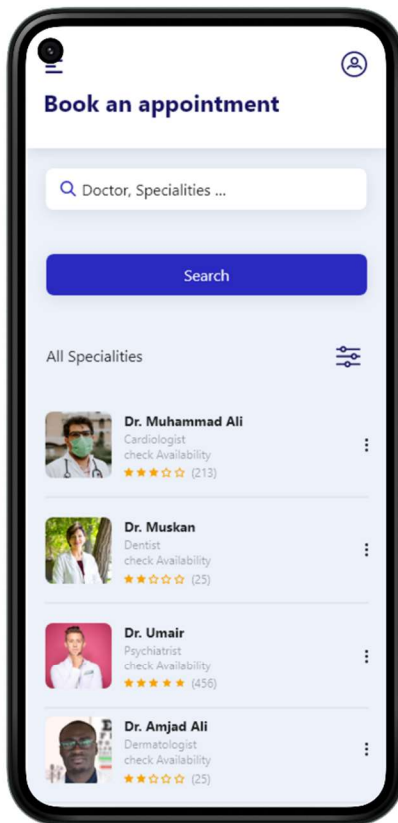 Book an appointment
Doctor, Specialities ...
Search
All Specialities
Dr. Muhammad Ali
Cardiologist
check Availability
(213)
Dr. Muskan
Dentist
check Availability
(25)
Dr. Umair
Psychiatrist
check Availability
(456)
Dr. Amjad Ali
Dermatologist
check Availability
(25)